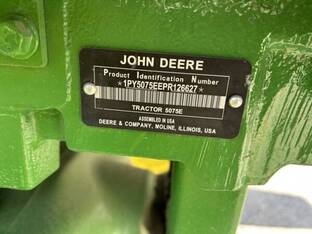 JOHN DEERE
Product Identification Number
*1PY5075EEPR126627*
TRACTOR 5075E
ASSEMBLED IN USA
DEERE & COMPANY, MOLINE, ILLINOIS, USA